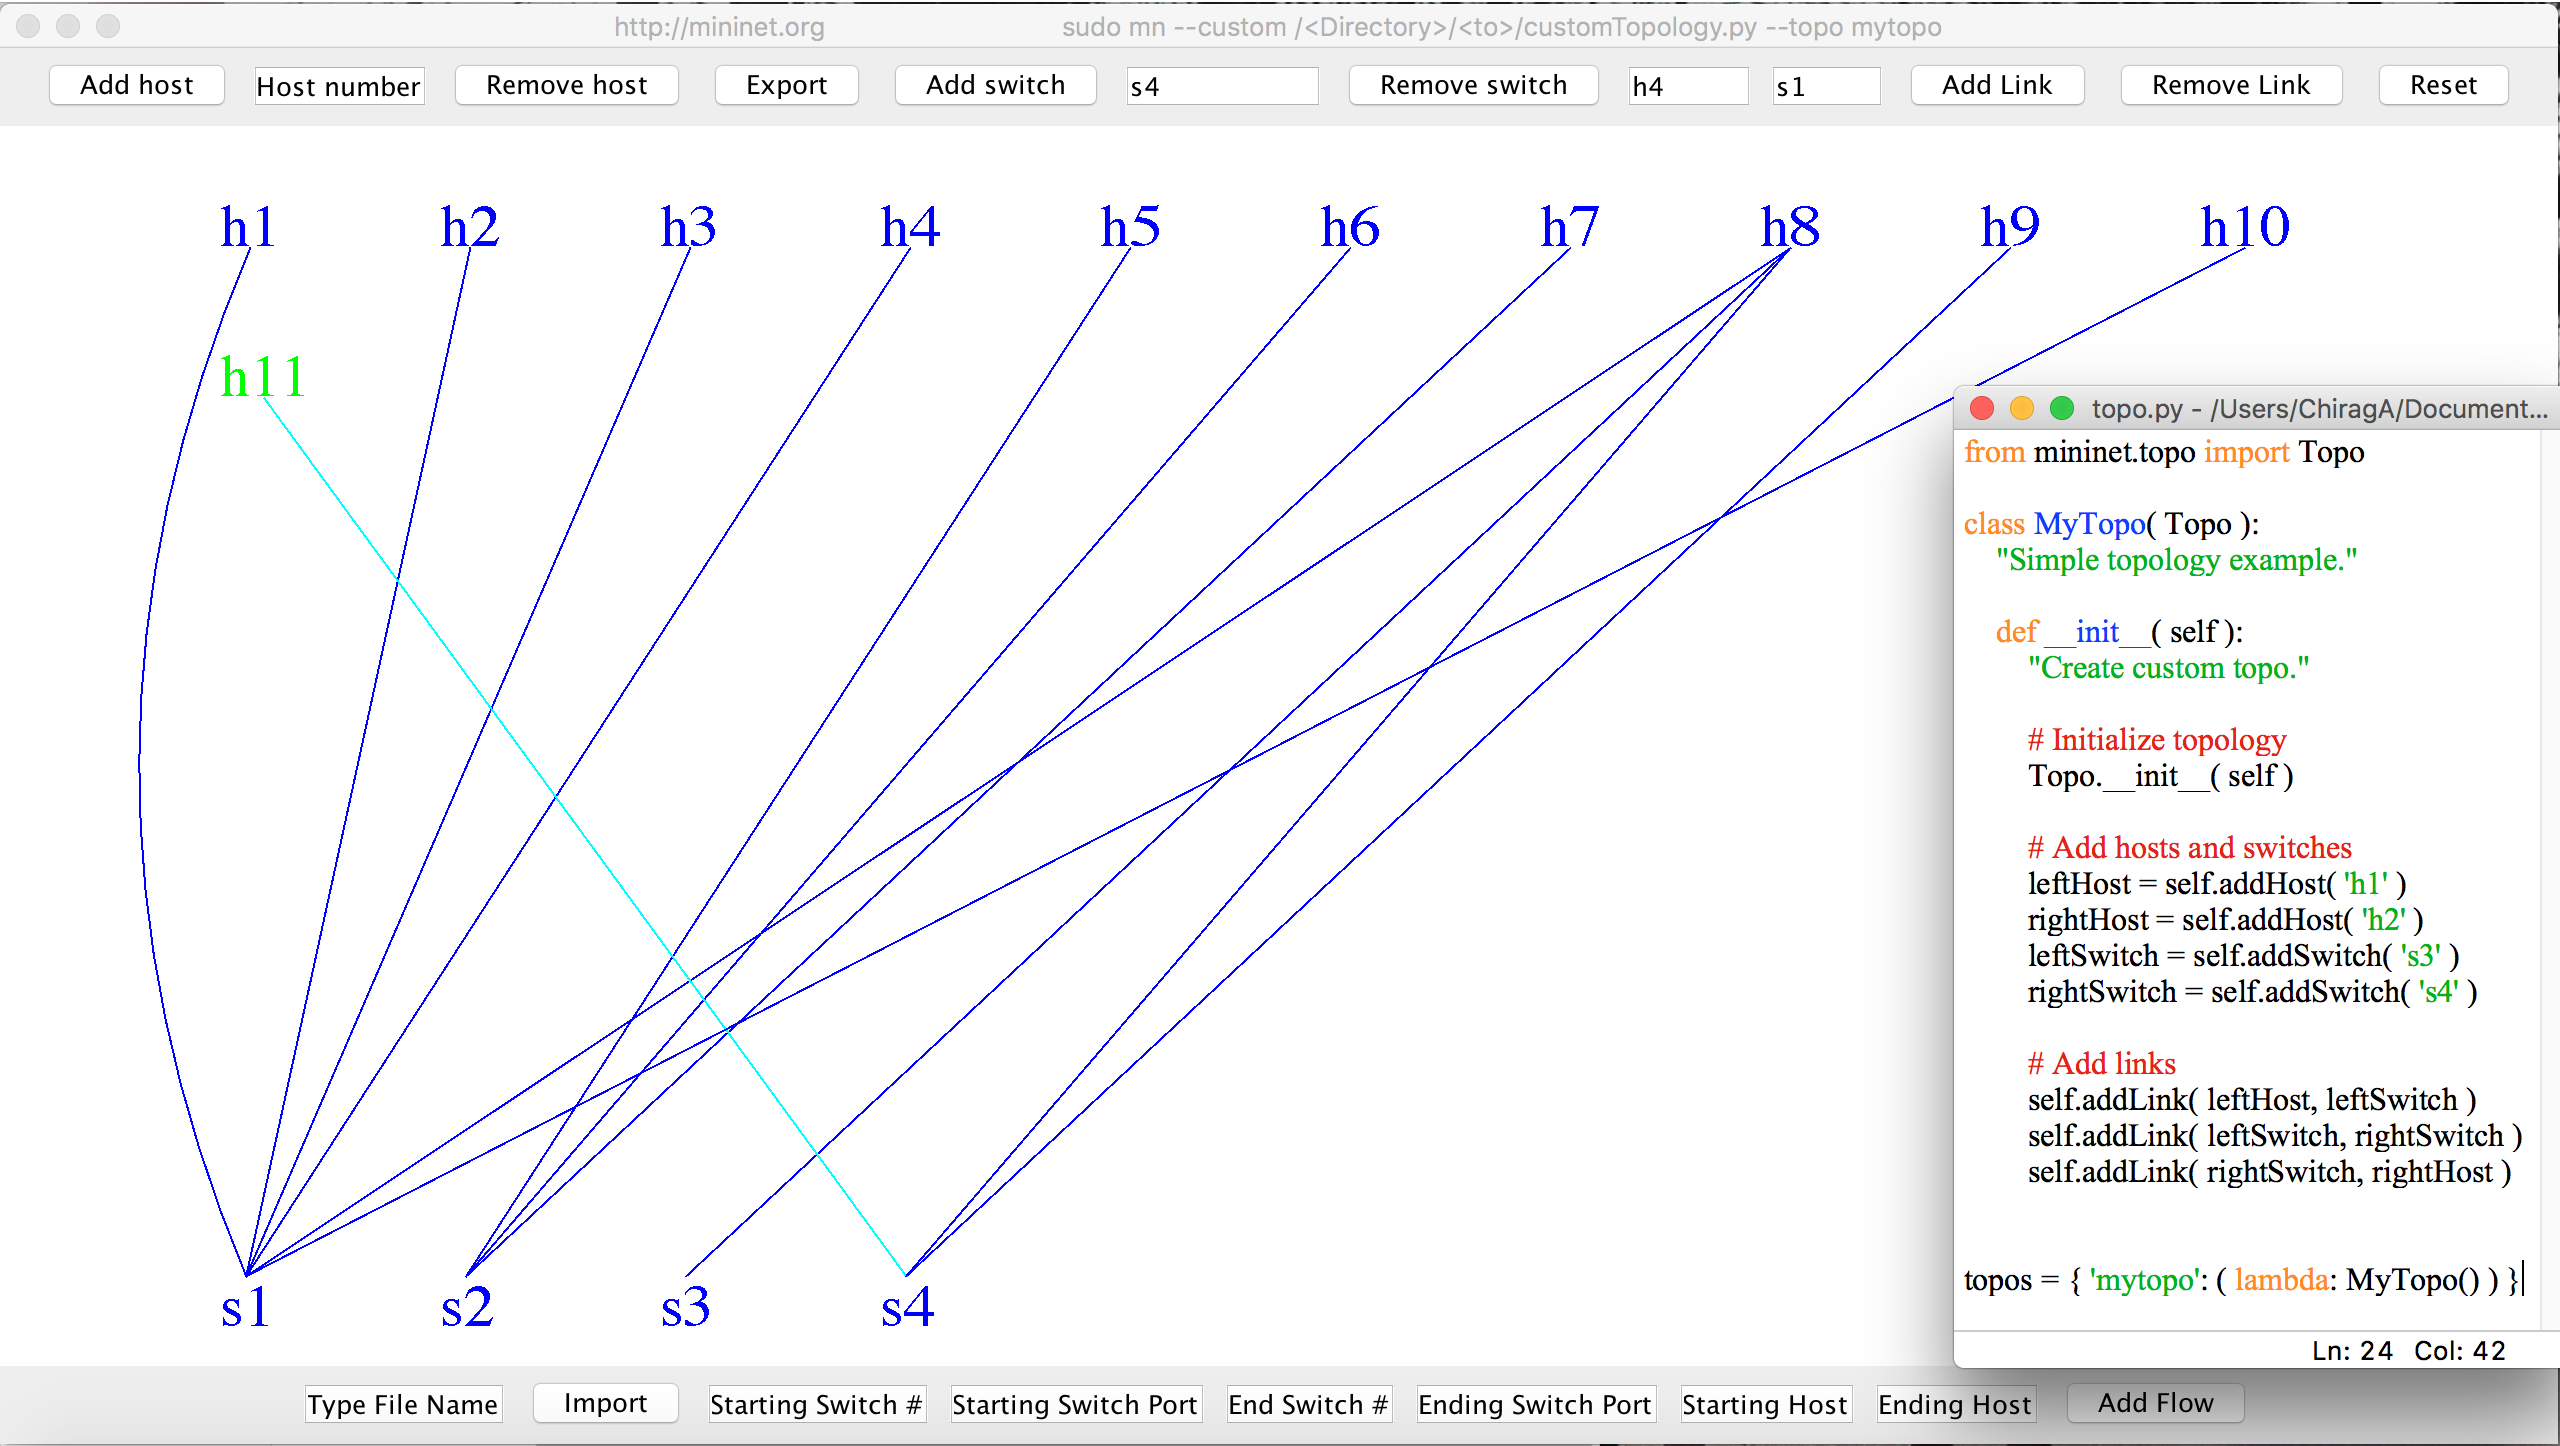 http://mininet.org sudo mn --custom /<Directory>/<to>/customTopology.py --topo mytopo
Add host Host number Remove host Export Add switch s4 Remove switch h4 s1 Add Link Remove Link Reset
h1 h2 h3 h4 h5 h6 h7 h8 h9 h10
h11
s1 s2 s3 s4
topo.py - /Users/ChiragA/Document...
from mininet.topo import Topo
class MyTopo( Topo ):
"Simple topology example."
def __init__( self ):
"Create custom topo."
# Initialize topology
Topo.__init__( self )
# Add hosts and switches
leftHost = self.addHost( 'h1' )
rightHost = self.addHost( 'h2' )
leftSwitch = self.addSwitch( 's3' )
rightSwitch = self.addSwitch( 's4' )
# Add links
self.addLink( leftHost, leftSwitch )
self.addLink( leftSwitch, rightSwitch )
self.addLink( rightSwitch, rightHost )
topos = { 'mytopo': ( lambda: MyTopo() ) }
Ln: 24 Col: 42
Type File Name Import Starting Switch # Starting Switch Port End Switch # Ending Switch Port Starting Host Ending Host Add Flow